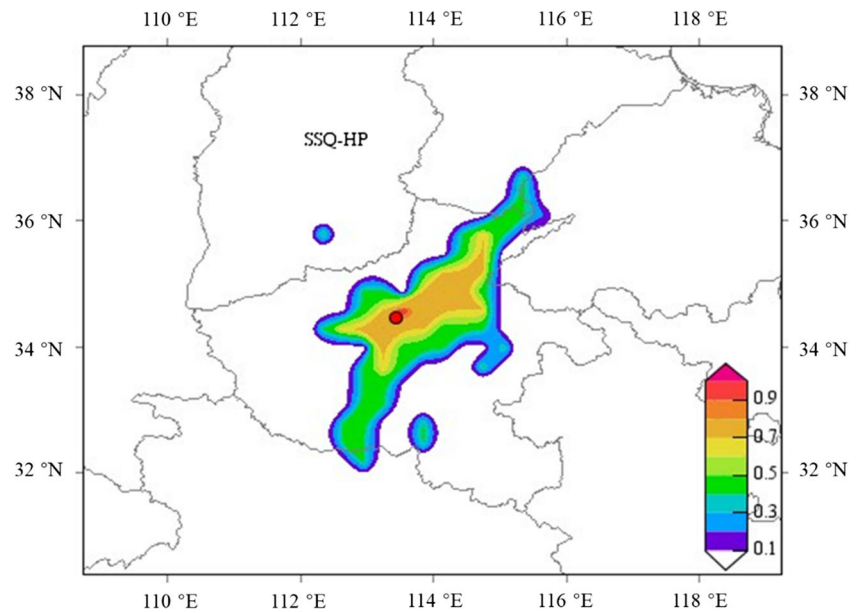 110 °E 112 °E 114 °E 116 °E 118 °E
38 °N 38 °N
SSQ-HP
36 °N 36 °N
34 °N 34 °N
0.9
0.7
32 °N 32 °N
0.5
0.3
0.1
110 °E 112 °E 114 °E 116 °E 118 °E